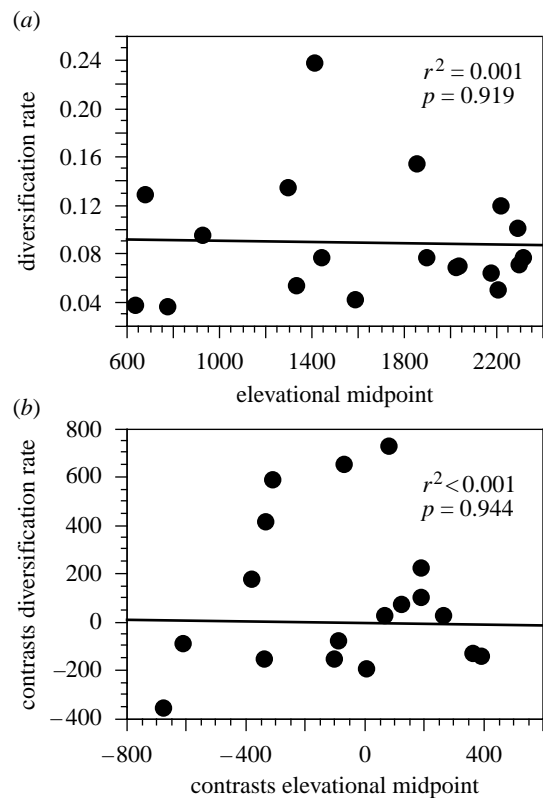 (a)
r² = 0.001
p = 0.919
diversification rate
0.24
0.20
0.16
0.12
0.08
0.04
600 1000 1400 1800 2200
elevational midpoint
(b)
r² < 0.001
p = 0.944
contrasts diversification rate
800
600
400
200
0
−200
−400
−800 −400 0 400
contrasts elevational midpoint